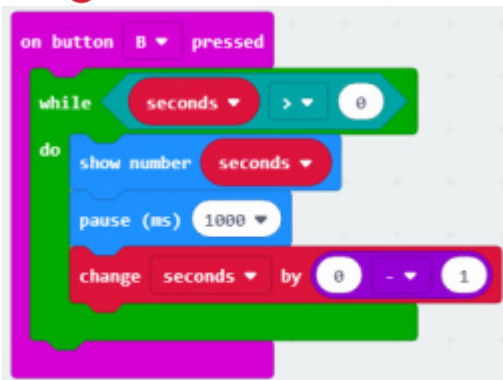 on button B pressed
while seconds > 0
do
show number seconds
pause (ms) 1000
change seconds by 0 - 1